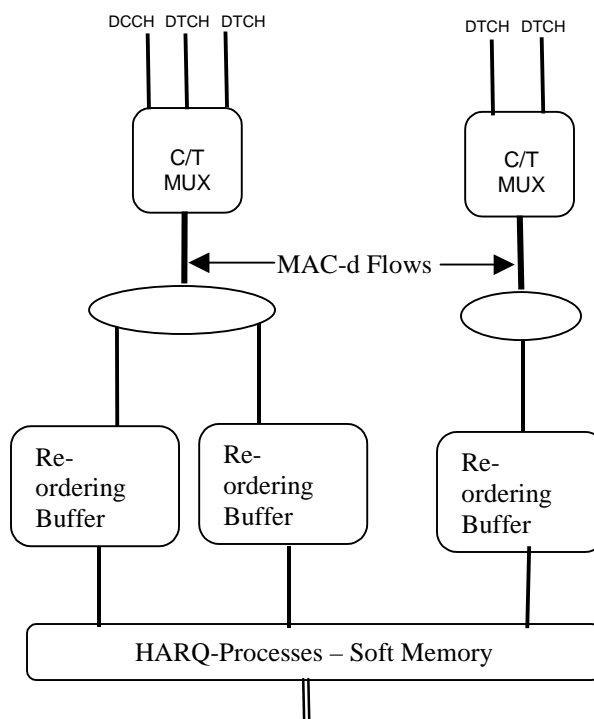 DCCH DTCH DTCH
DTCH DTCH
C/T
MUX
C/T
MUX
MAC-d Flows
Re-
ordering
Buffer
Re-
ordering
Buffer
Re-
ordering
Buffer
HARQ-Processes – Soft Memory